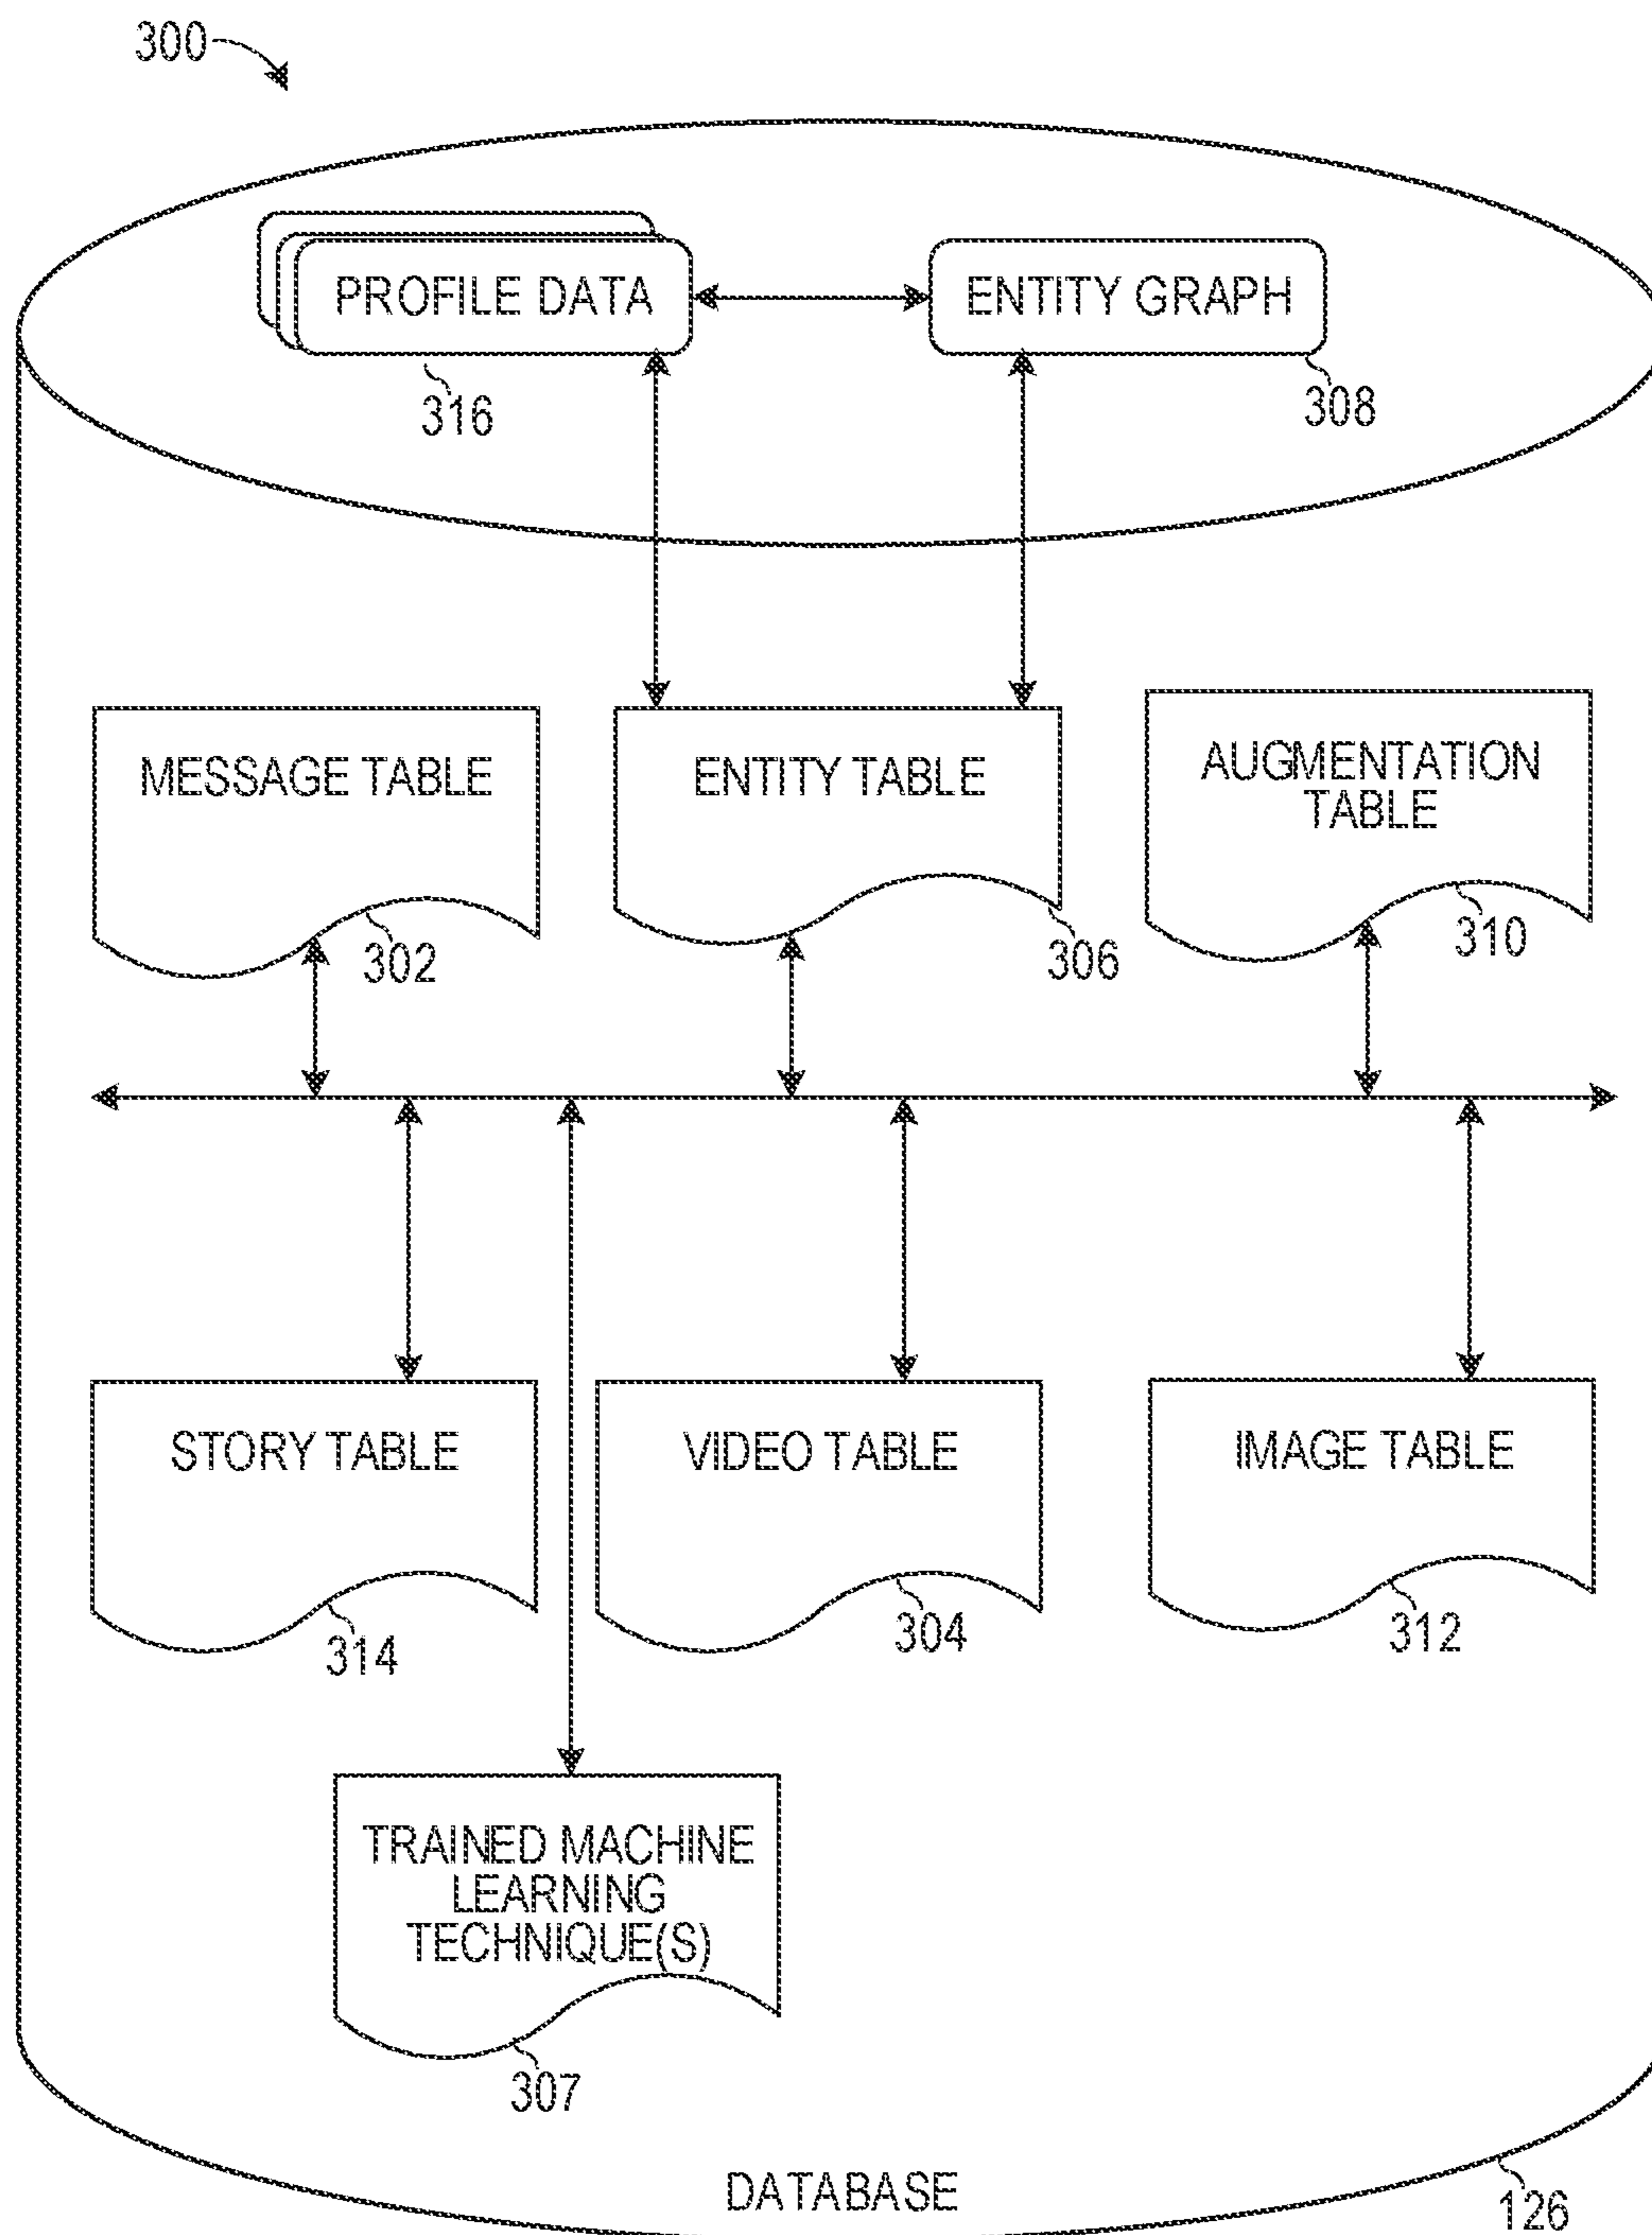 300
PROFILE DATA
ENTITY GRAPH
316
308
MESSAGE TABLE
ENTITY TABLE
AUGMENTATION
TABLE
302
306
310
STORY TABLE
VIDEO TABLE
IMAGE TABLE
314
304
312
TRAINED MACHINE
LEARNING
TECHNIQUE(S)
307
DATABASE
126